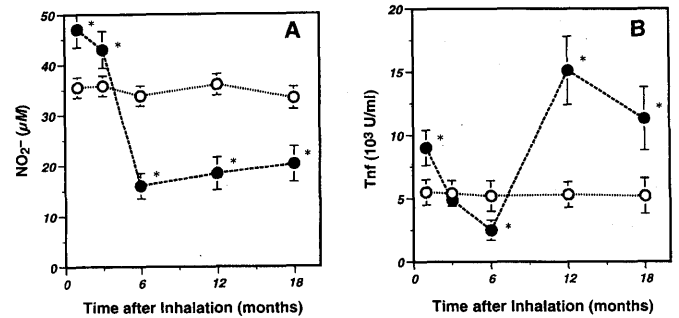 A
50
40
30
20
10
0
NO2– (µM)
0 6 12 18
Time after Inhalation (months)
* * * * *
B
20
15
10
5
0
Tnf (10³ U/ml)
0 6 12 18
Time after Inhalation (months)
* * * *